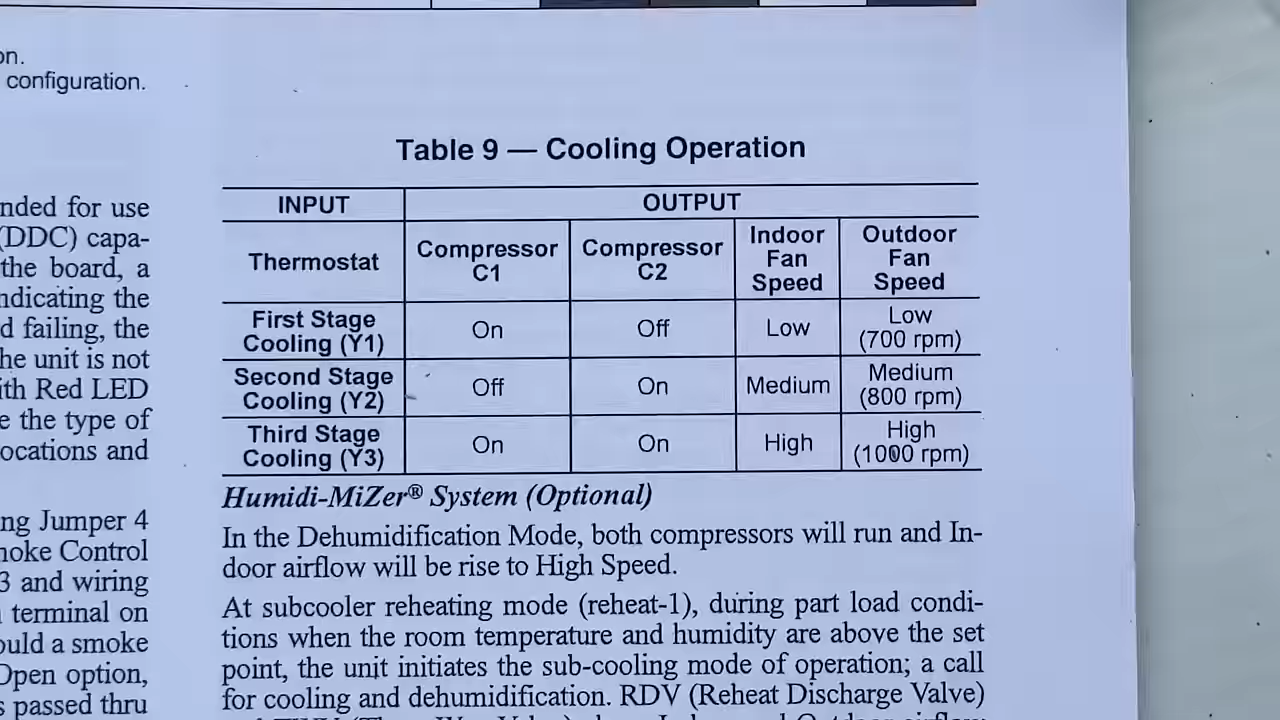 on.
configuration.
nded for use
(DDC) capa-
the board, a
ndicating the
d failing, the
he unit is not
ith Red LED
e the type of
ocations and
ng Jumper 4
moke Control
3 and wiring
terminal on
ould a smoke
Open option,
s passed thru
Table 9 — Cooling Operation
INPUT OUTPUT
Thermostat Compressor C1 Compressor C2 Indoor Fan Speed Outdoor Fan Speed
First Stage Cooling (Y1) On Off Low Low (700 rpm)
Second Stage Cooling (Y2) Off On Medium Medium (800 rpm)
Third Stage Cooling (Y3) On On High High (1000 rpm)
Humidi-MiZer® System (Optional)
In the Dehumidification Mode, both compressors will run and In-
door airflow will be rise to High Speed.
At subcooler reheating mode (reheat-1), during part load condi-
tions when the room temperature and humidity are above the set
point, the unit initiates the sub-cooling mode of operation; a call
for cooling and dehumidification. RDV (Reheat Discharge Valve)